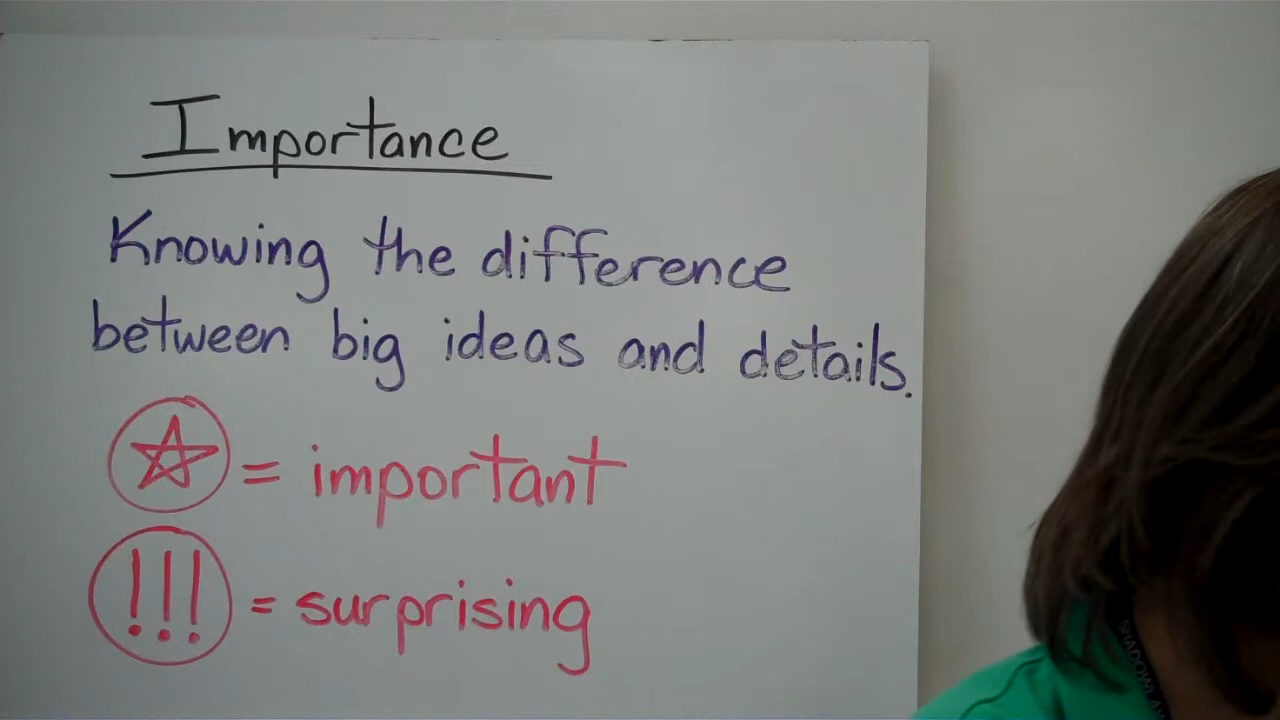 Importance
Knowing the difference
between big ideas and details.
= important
!!! = surprising